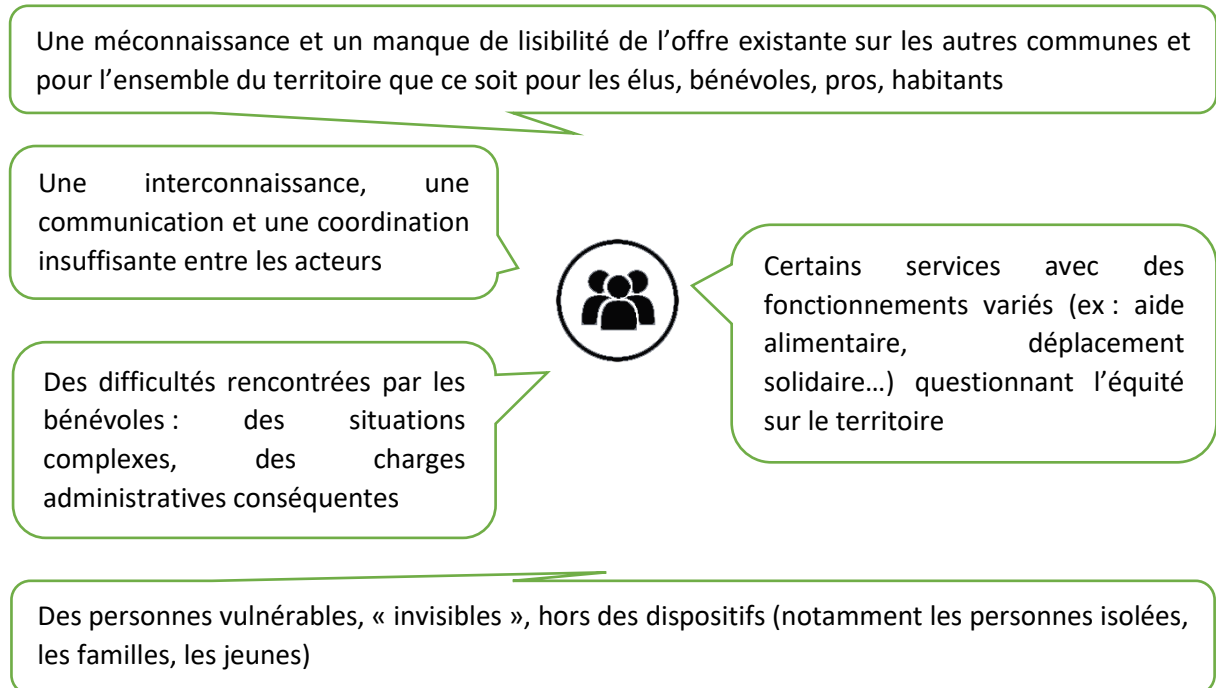 Une méconnaissance et un manque de lisibilité de l’offre existante sur les autres communes et
pour l’ensemble du territoire que ce soit pour les élus, bénévoles, pros, habitants
Une interconnaissance, une
communication et une coordination
insuffisante entre les acteurs
Certains services avec des
fonctionnements variés (ex : aide
alimentaire, déplacement
solidaire…) questionnant l’équité
sur le territoire
Des difficultés rencontrées par les
bénévoles : des situations
complexes, des charges
administratives conséquentes
Des personnes vulnérables, « invisibles », hors des dispositifs (notamment les personnes isolées,
les familles, les jeunes)